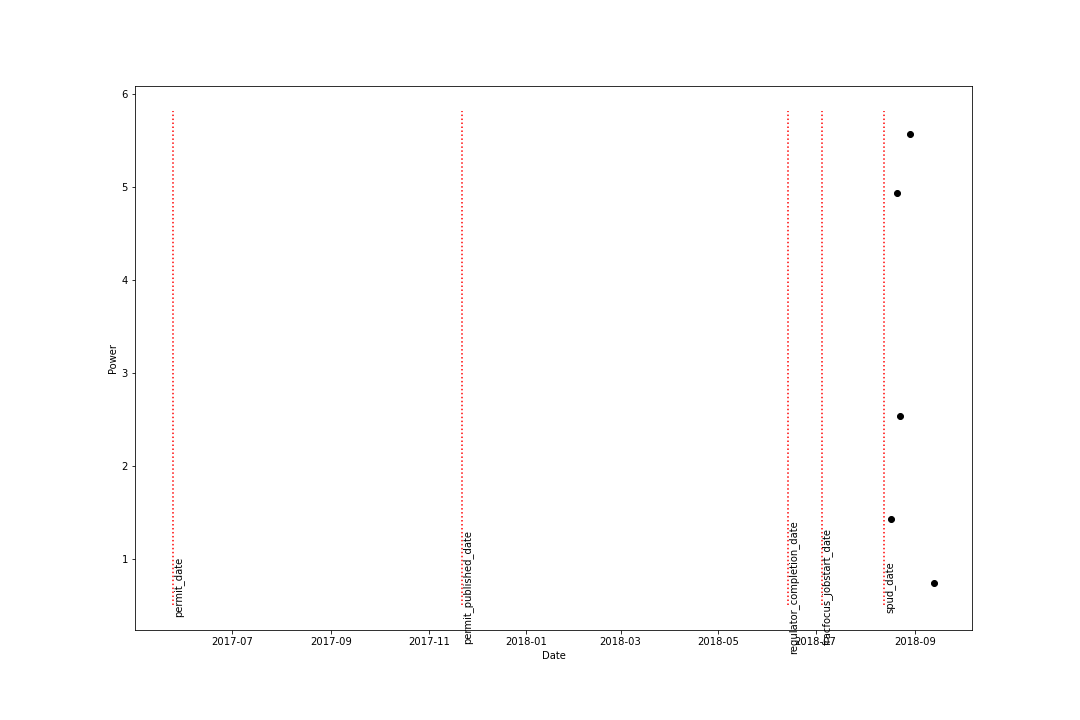 6
5
4
3
2
1
Power
permit_date
permit_published_date
regulator_completion_date
fracfocus_jobstart_date
spud_date
2017-07
2017-09
2017-11
2018-01
2018-03
2018-05
2018-07
2018-09
Date